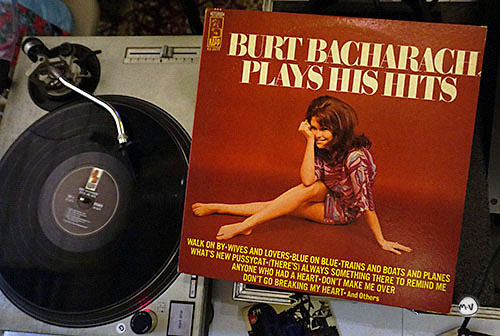 KAPP
BURT BACHARACH
PLAYS HIS HITS
WALK ON BY•WIVES AND LOVERS•BLUE ON BLUE•TRAINS AND BOATS AND PLANES
WHAT'S NEW PUSSYCAT•(THERE'S) ALWAYS SOMETHING THERE TO REMIND ME
ANYONE WHO HAD A HEART•DON'T MAKE ME OVER
DON'T GO BREAKING MY HEART•And Others